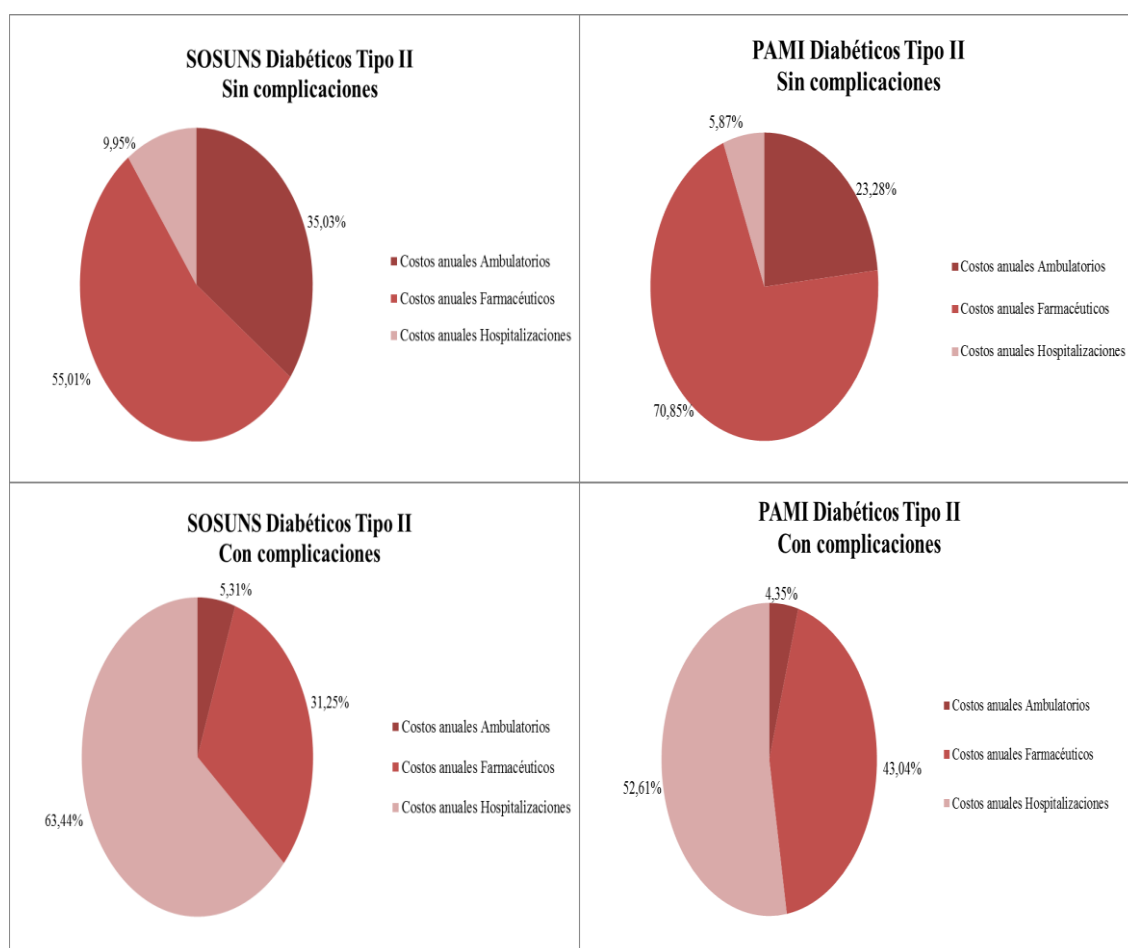 SOSUNS Diabéticos Tipo II
Sin complicaciones
9,95%
35,03%
55,01%
Costos anuales Ambulatorios
Costos anuales Farmacéuticos
Costos anuales Hospitalizaciones
PAMI Diabéticos Tipo II
Sin complicaciones
5,87%
23,28%
70,85%
Costos anuales Ambulatorios
Costos anuales Farmacéuticos
Costos anuales Hospitalizaciones
SOSUNS Diabéticos Tipo II
Con complicaciones
5,31%
31,25%
63,44%
Costos anuales Ambulatorios
Costos anuales Farmacéuticos
Costos anuales Hospitalizaciones
PAMI Diabéticos Tipo II
Con complicaciones
4,35%
43,04%
52,61%
Costos anuales Ambulatorios
Costos anuales Farmacéuticos
Costos anuales Hospitalizaciones